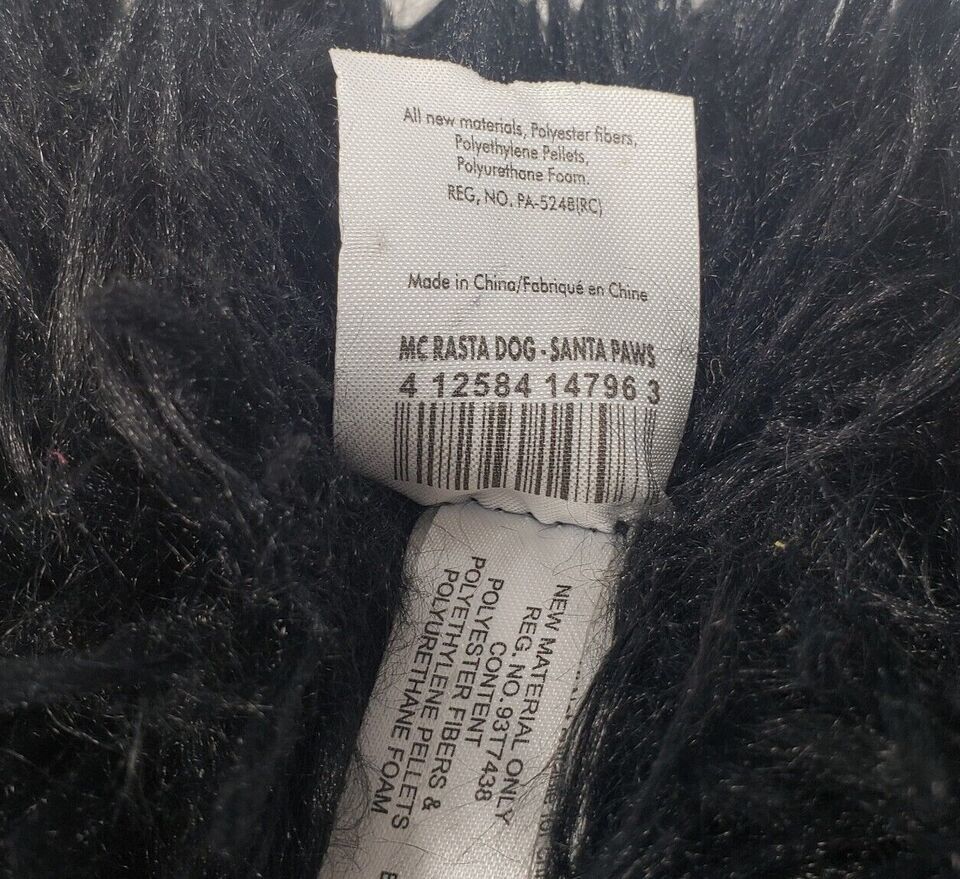 All new materials, Polyester fibers,
Polyethylene Pellets,
Polyurethane Foam.
REG, NO. PA-5248(RC)
Made in China/Fabriqué en Chine
MC RASTA DOG - SANTA PAWS
4 12584 14796 3
NEW MATERIAL ONLY
REG, NO.93T7438
CONTENT
POLYESTER FIBERS &
POLYETHYLENE PELLETS
POLYURETHANE FOAM